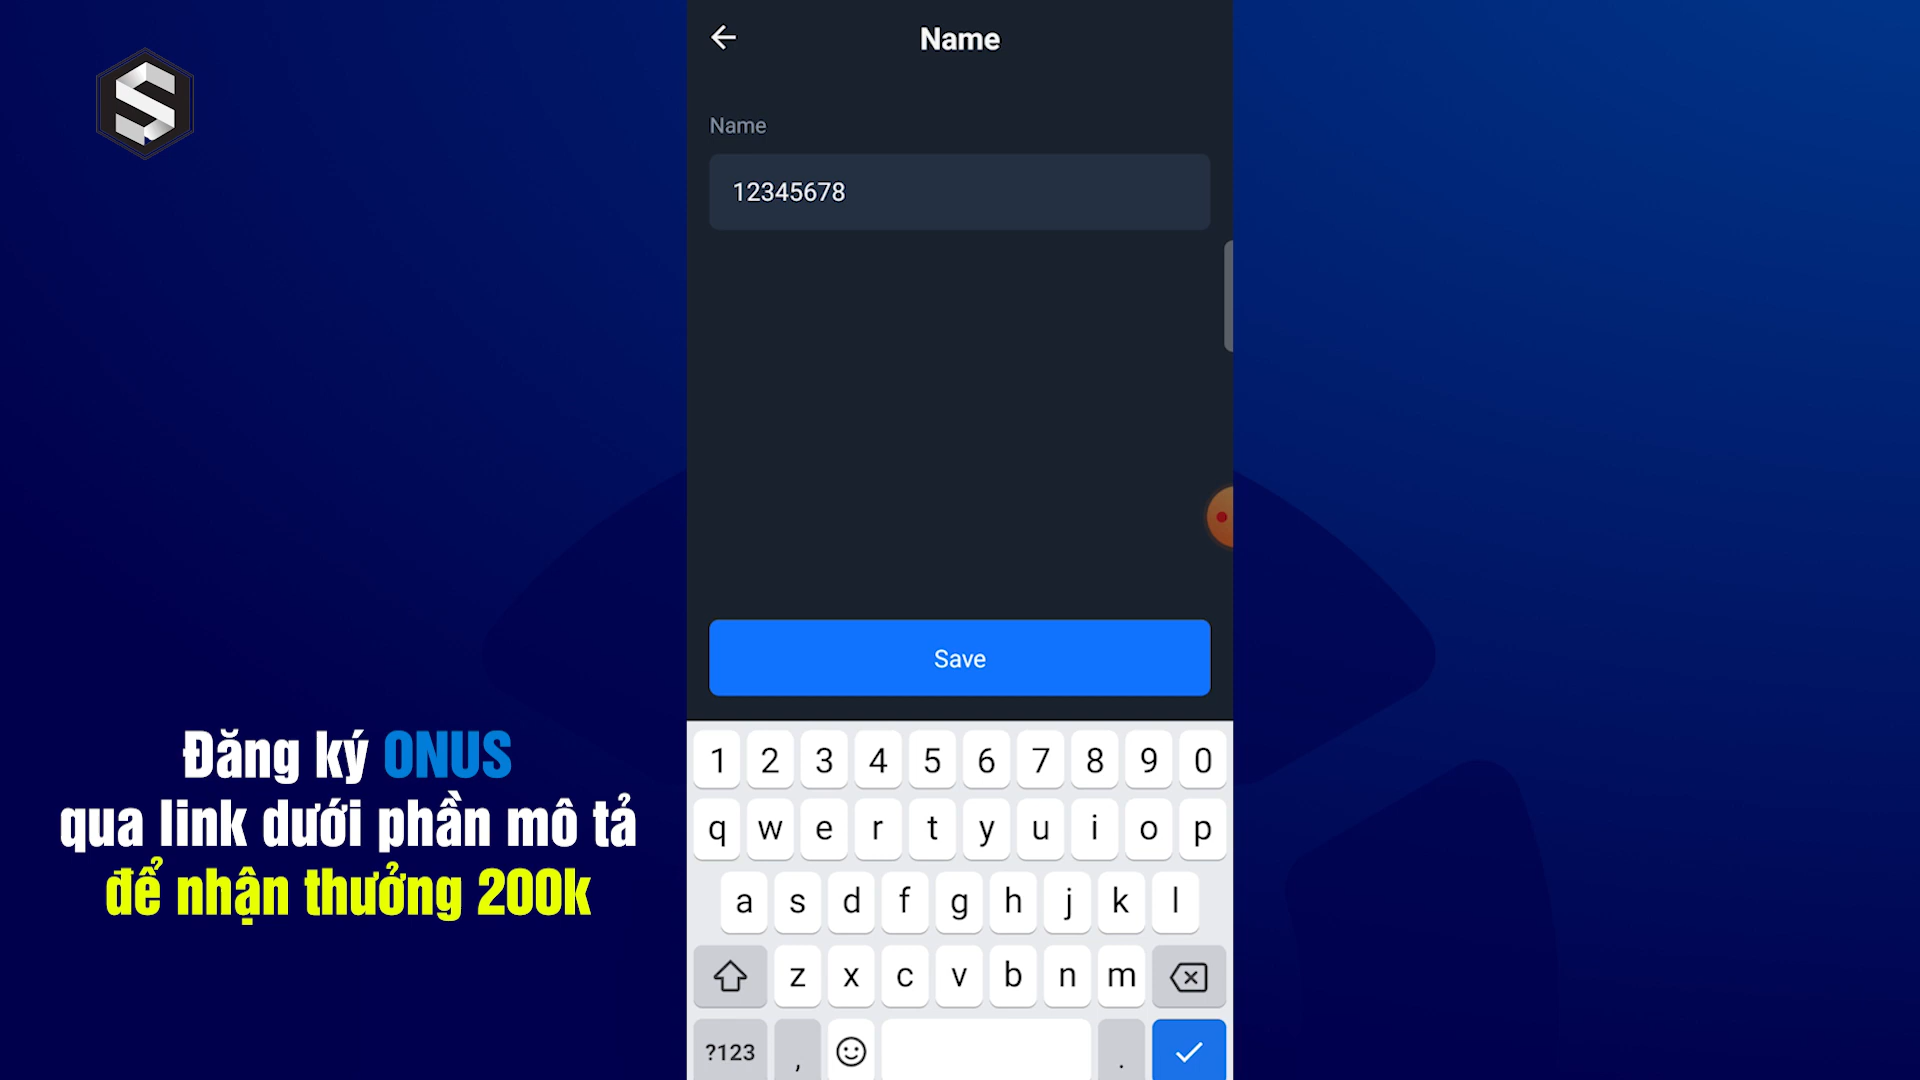 Name
Name
12345678
Save
Đăng ký ONUS
qua link dưới phần mô tả
để nhận thưởng 200k
1 2 3 4 5 6 7 8 9 0
q w e r t y u i o p
a s d f g h j k l
z x c v b n m
?123 , .